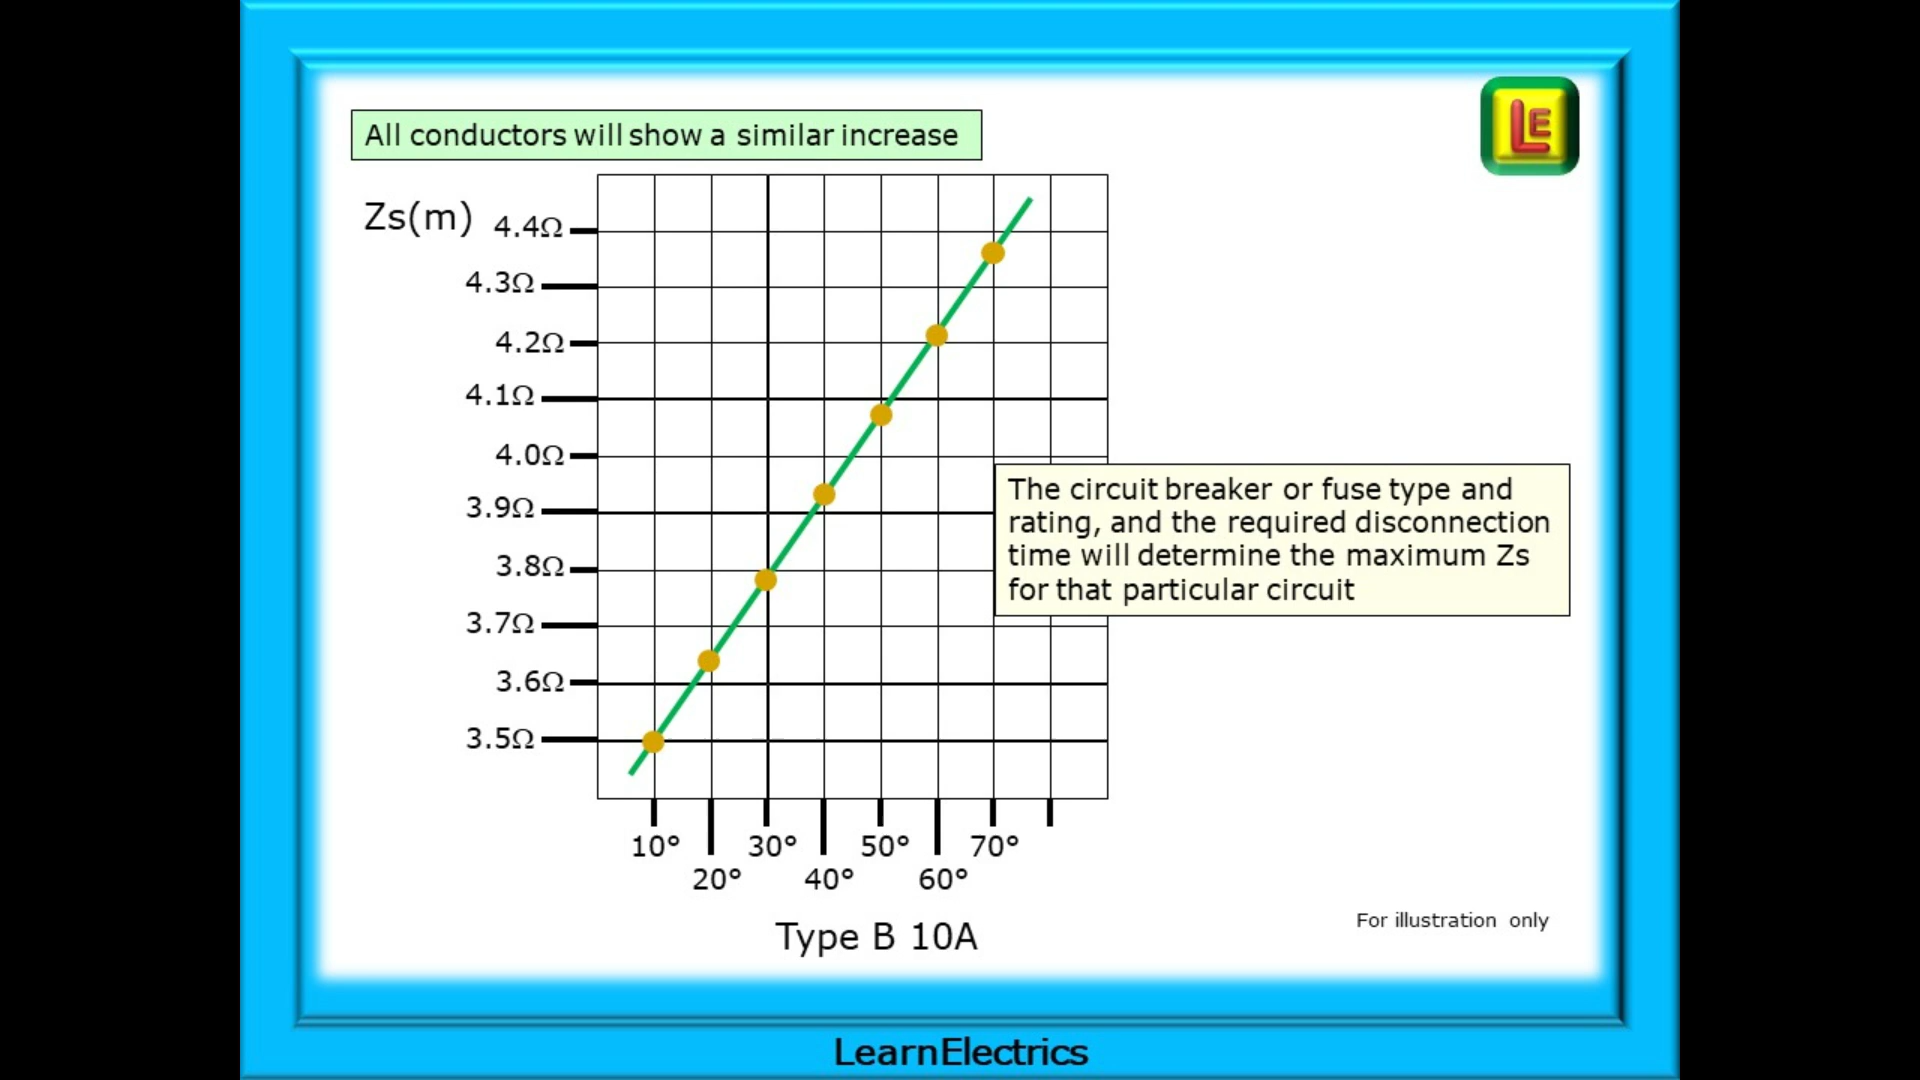 LE
All conductors will show a similar increase
Zs(m)
4.4Ω
4.3Ω
4.2Ω
4.1Ω
4.0Ω
3.9Ω
3.8Ω
3.7Ω
3.6Ω
3.5Ω
The circuit breaker or fuse type and
rating, and the required disconnection
time will determine the maximum Zs
for that particular circuit
10° 30° 50° 70°
20° 40° 60°
Type B 10A
For illustration only
LearnElectrics